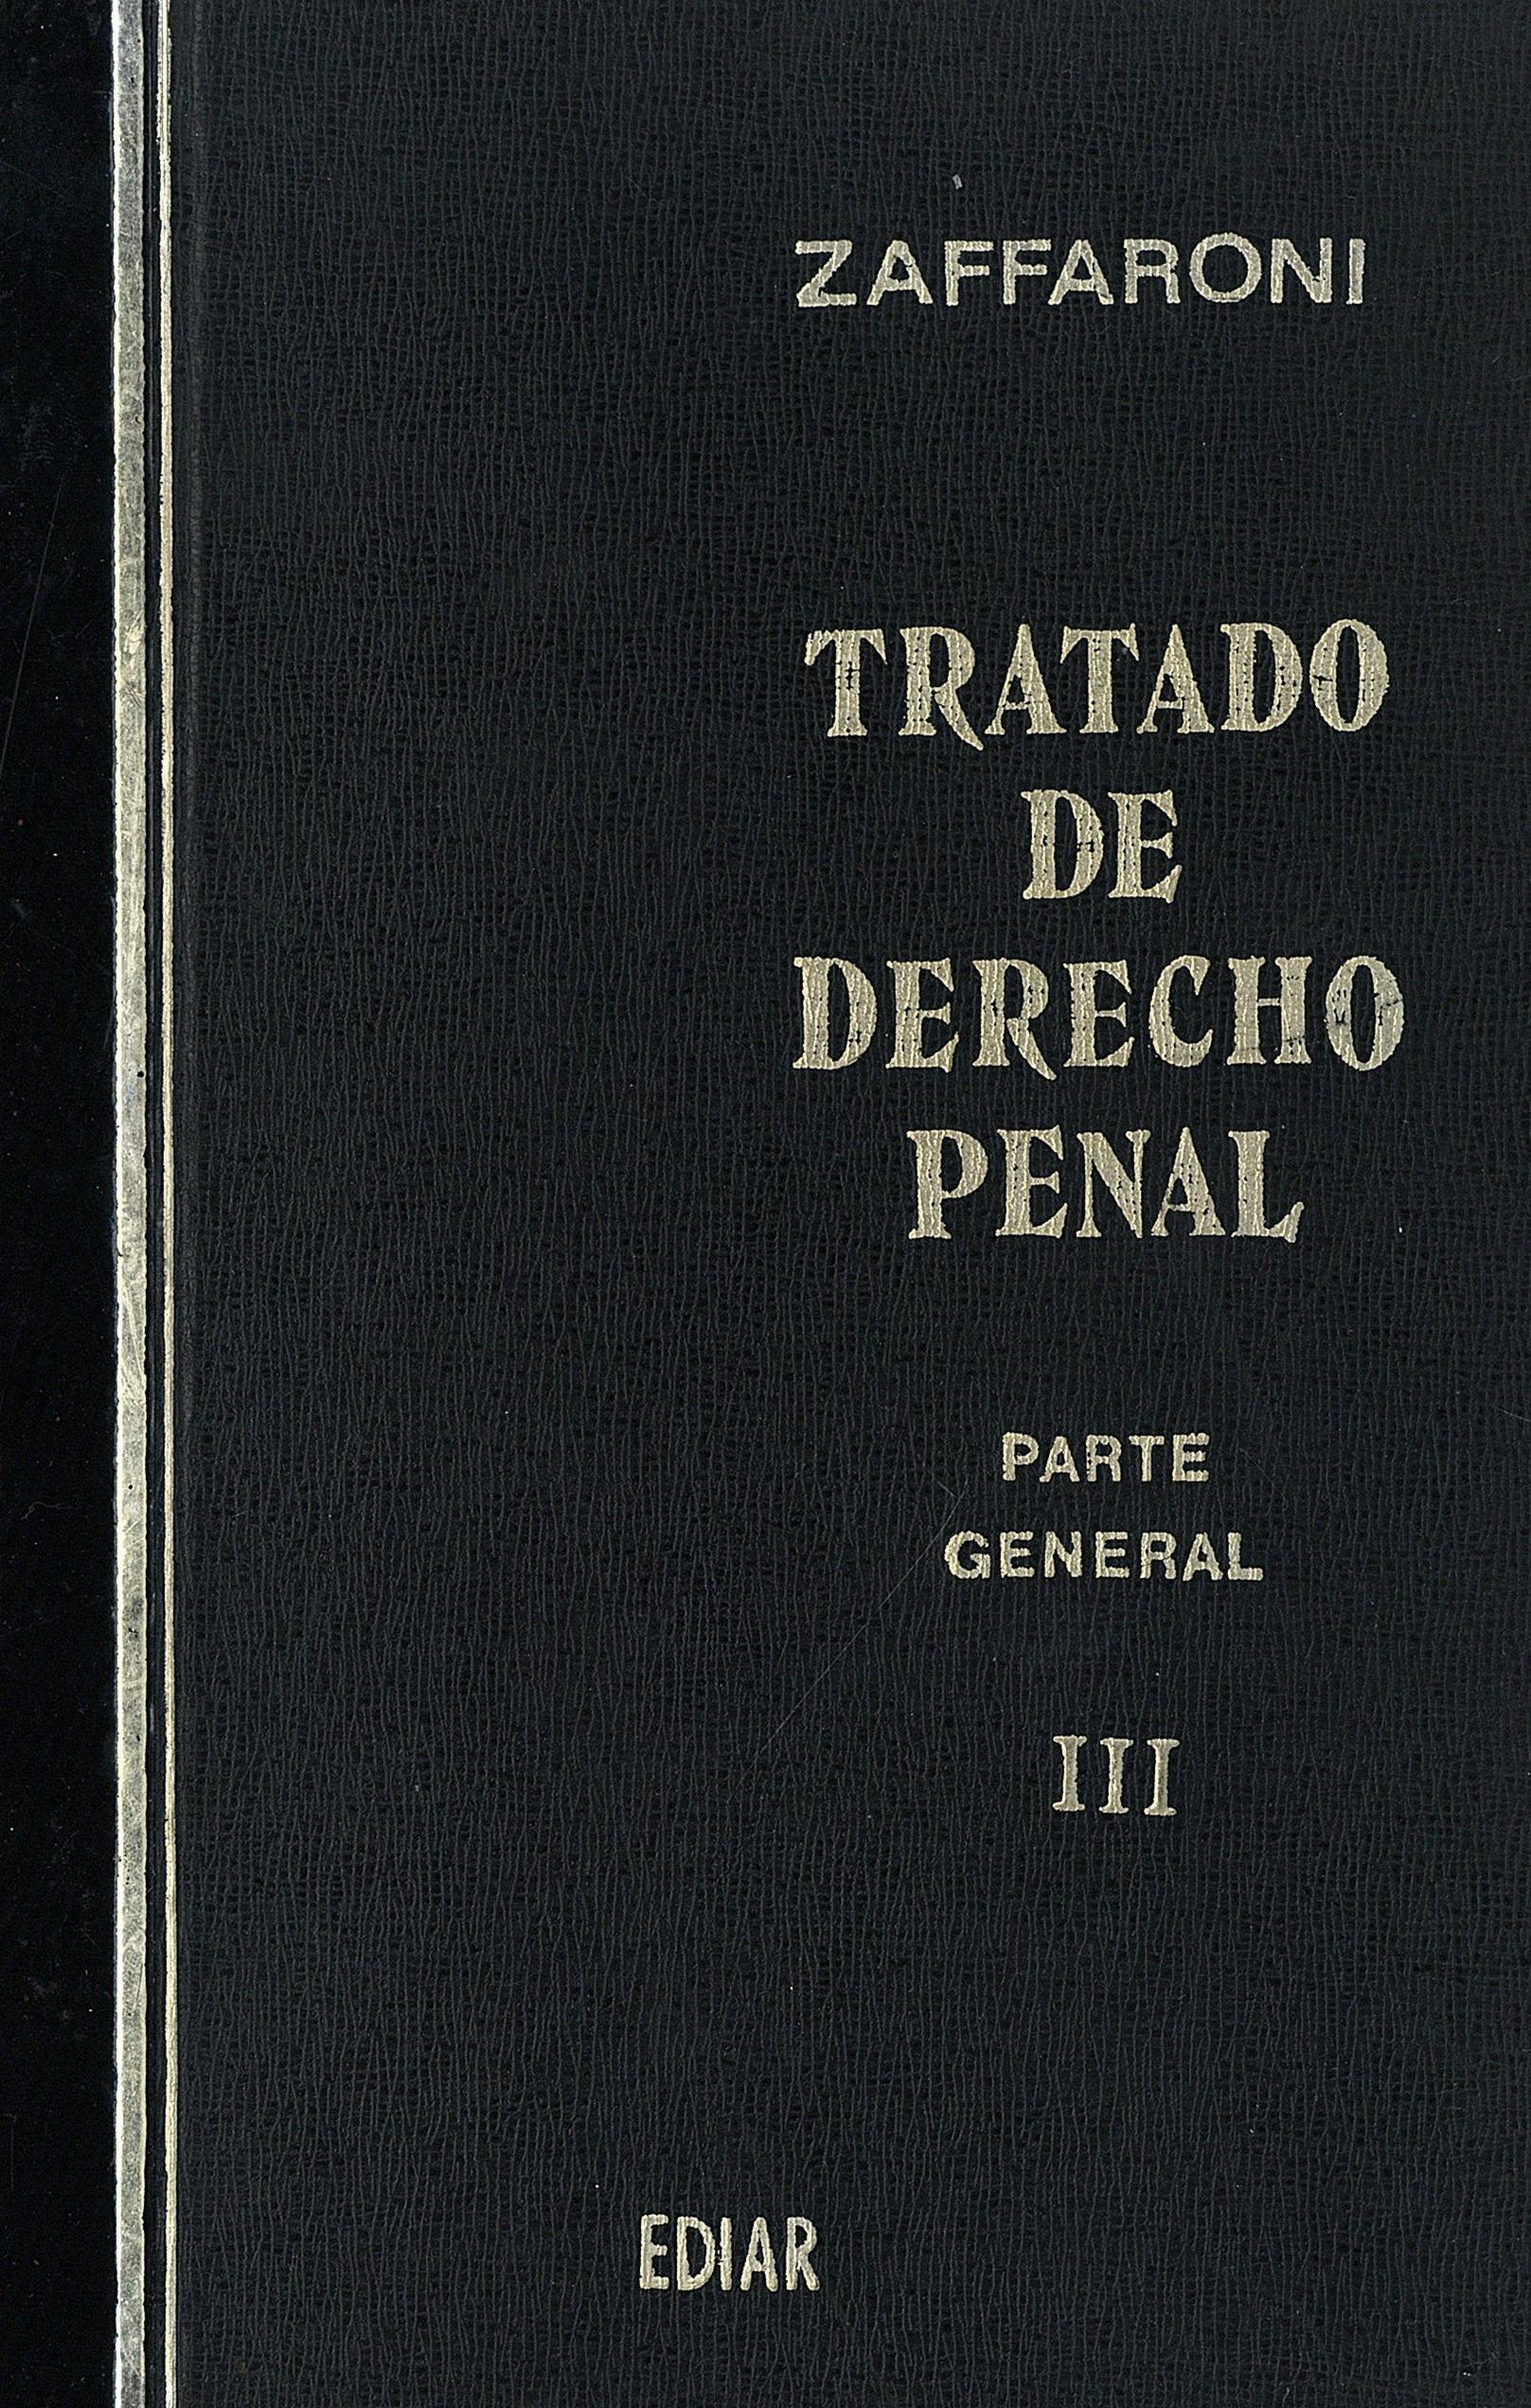 ZAFFARONI
TRATADO
DE
DERECHO
PENAL
PARTE
GENERAL
III
EDIAR